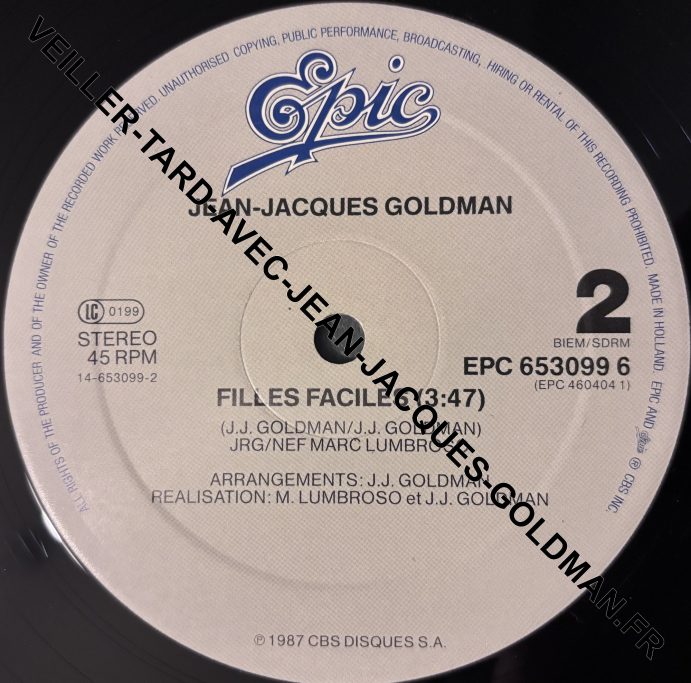 ALL RIGHTS OF THE PRODUCER AND OF THE OWNER OF THE RECORDED WORK RESERVED. UNAUTHORISED COPYING, PUBLIC PERFORMANCE, BROADCASTING, HIRING OR RENTAL OF THIS RECORDING PROHIBITED. MADE IN HOLLAND. EPIC AND Epic ℗ CBS INC.
Epic
JEAN-JACQUES GOLDMAN
2
LC 0199
BIEM/SDRM
STEREO
45 RPM
EPC 653099 6
14-653099-2
(EPC 460404 1)
FILLES FACILES (3:47)
(J.J. GOLDMAN/J.J. GOLDMAN)
JRG/NEF MARC LUMBROSO
ARRANGEMENTS: J.J. GOLDMAN
REALISATION: M. LUMBROSO et J.J. GOLDMAN
℗ 1987 CBS DISQUES S.A.
VEILLER-TARD-AVEC-JEAN-JACQUES-GOLDMAN.FR